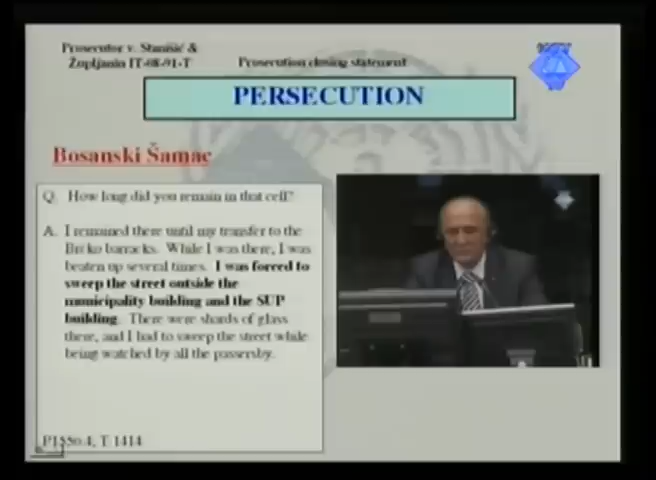 Prosecutor v. Stanišić &
Župljanin IT-08-91-T
Prosecution closing statement
PERSECUTION
Bosanski Šamac
Q. How long did you remain in that cell?
A. I remained there until my transfer to the
Brcko barracks. While I was there, I was
beaten up several times. I was forced to
sweep the street outside the
municipality building and the SUP
building. There were shards of glass
there, and I had to sweep the street while
being watched by all the passersby.
T 1414